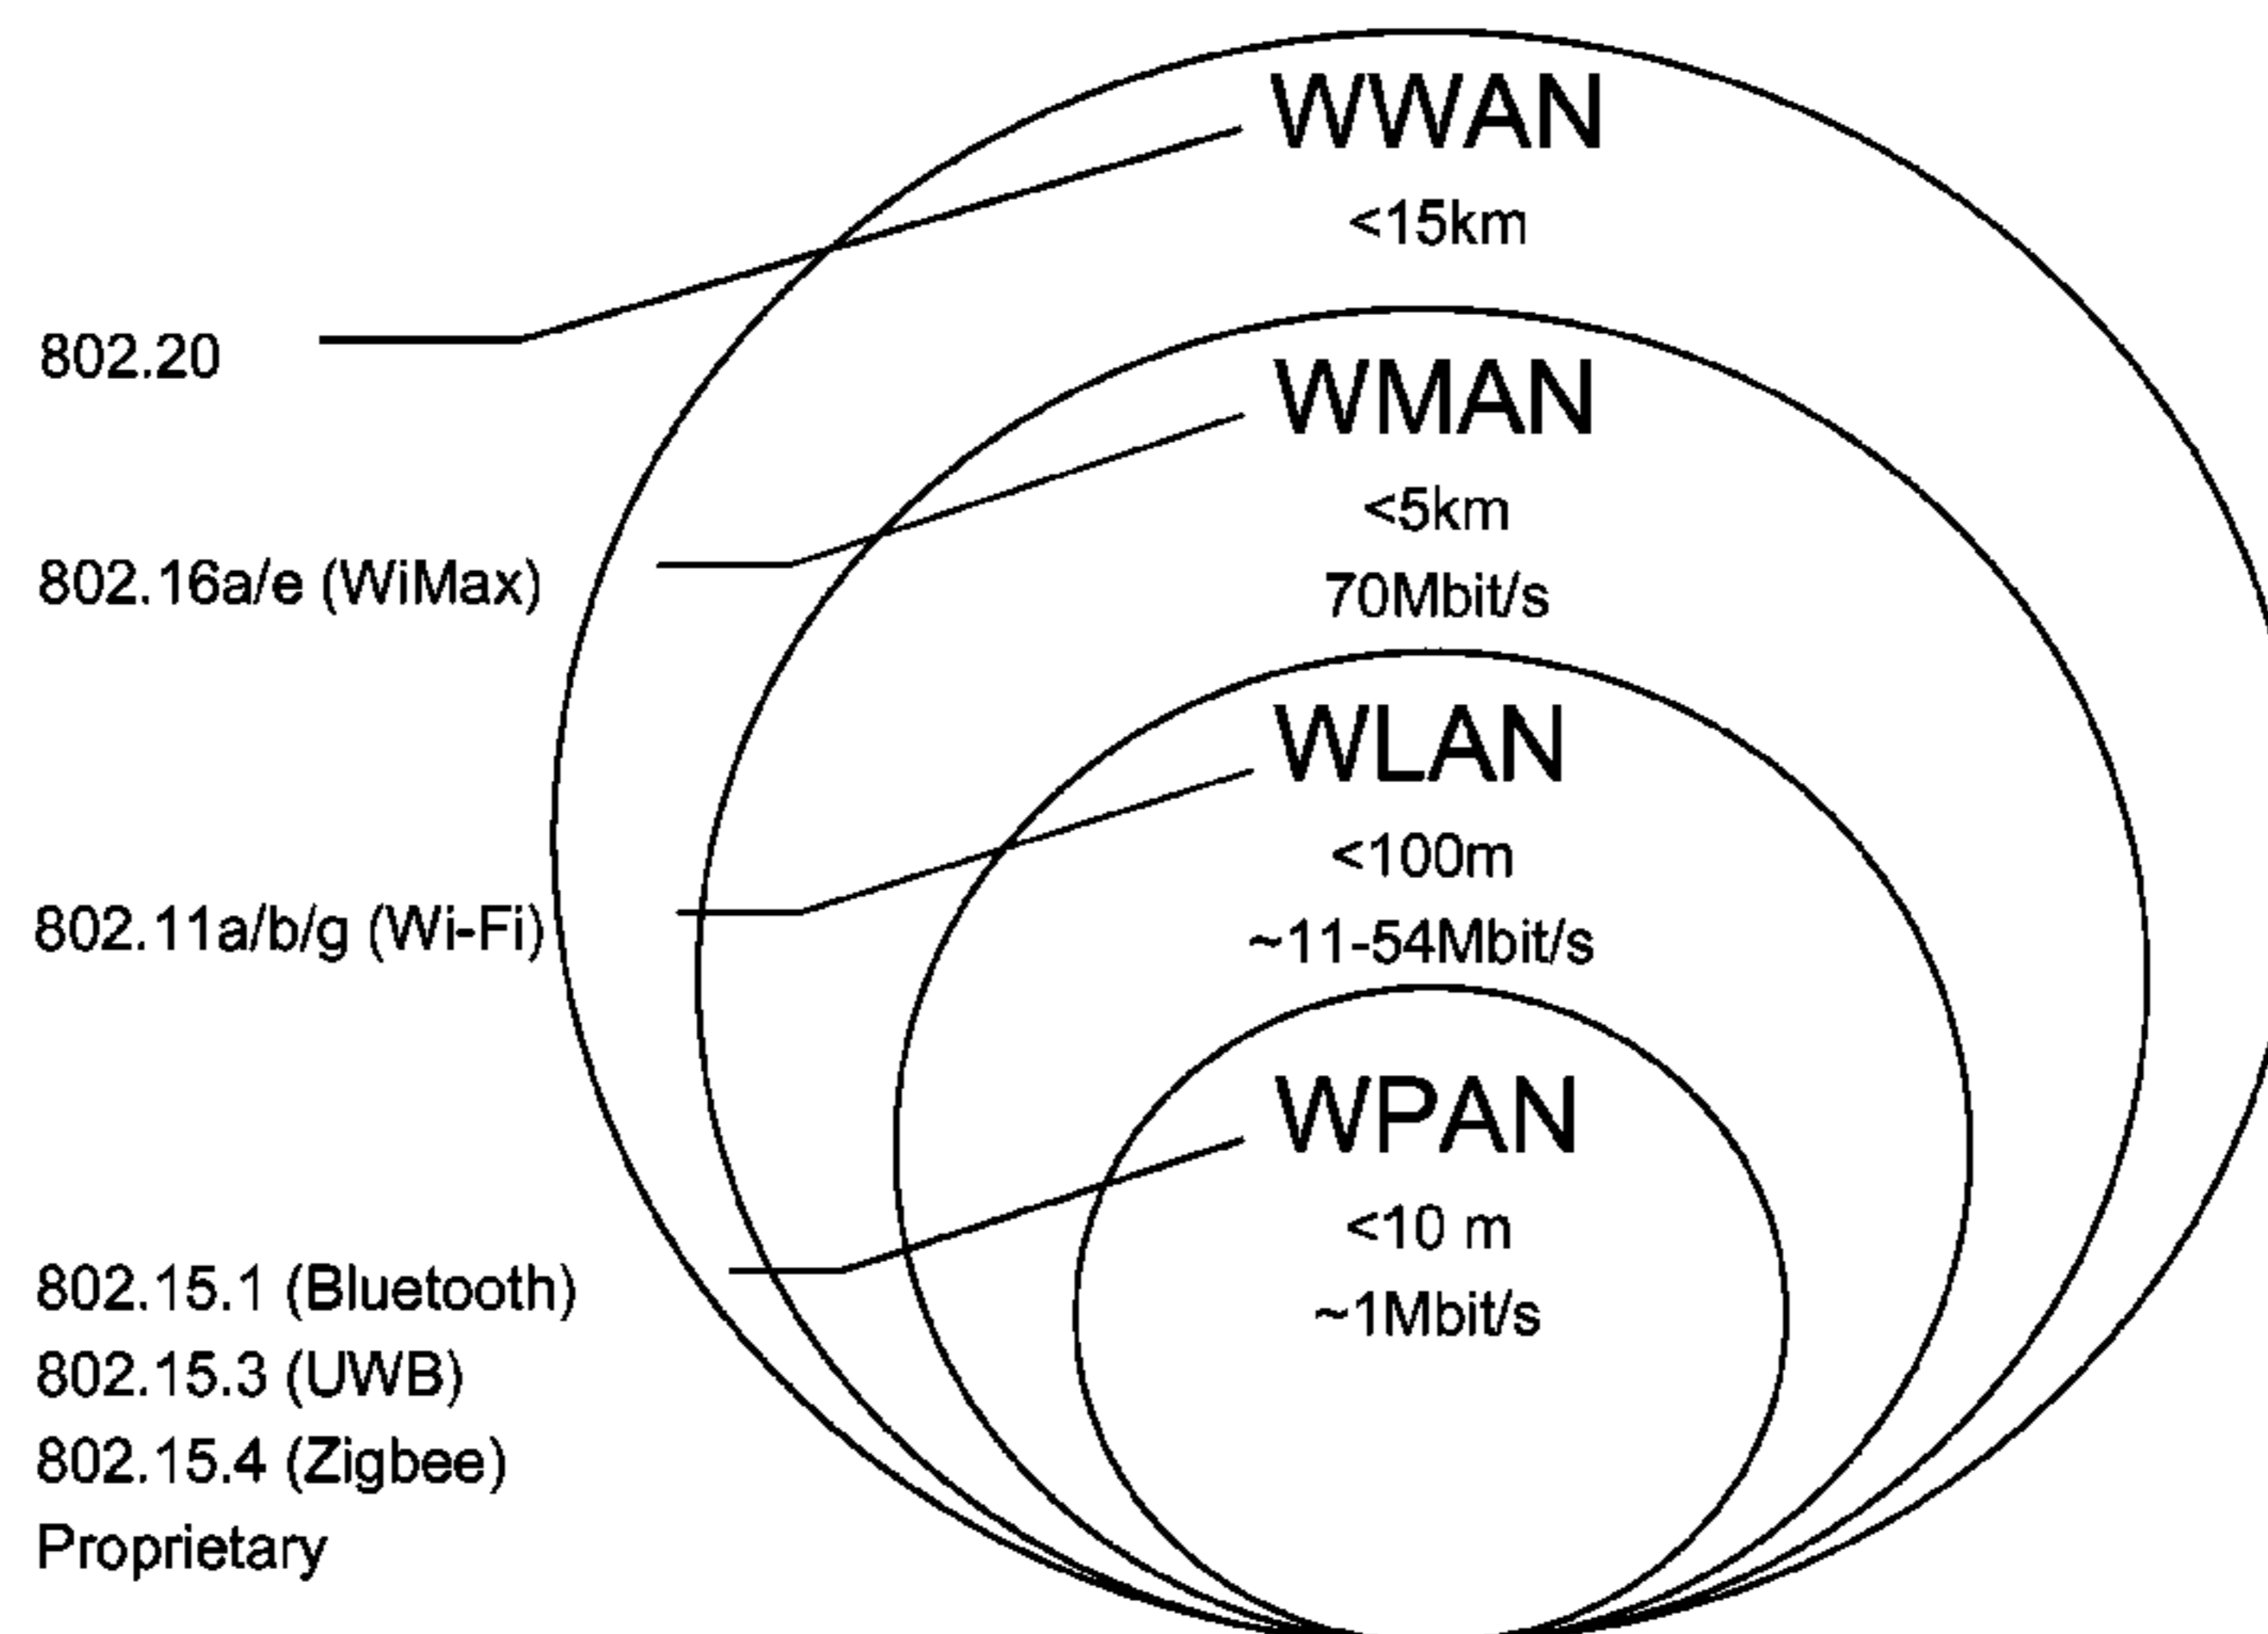 WWAN
<15km
802.20
WMAN
<5km
802.16a/e (WiMax)
70Mbit/s
WLAN
<100m
802.11a/b/g (Wi-Fi)
~11-54Mbit/s
WPAN
<10 m
802.15.1 (Bluetooth)
~1Mbit/s
802.15.3 (UWB)
802.15.4 (Zigbee)
Proprietary